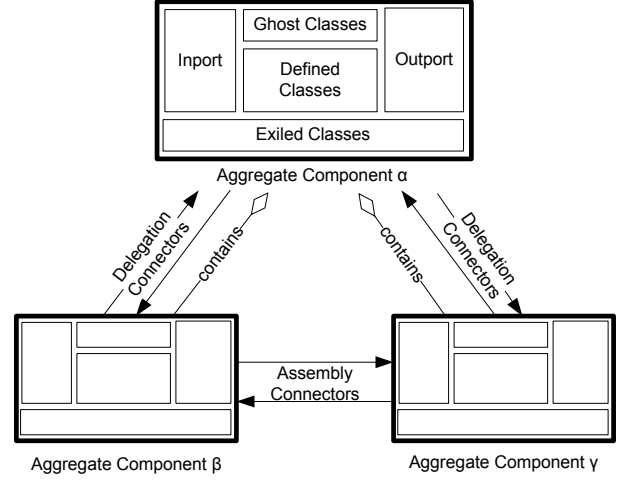 Ghost Classes
Inport
Defined
Classes
Outport
Exiled Classes
Aggregate Component α
Delegation
Connectors
contains
contains
Delegation
Connectors
Assembly
Connectors
Aggregate Component β
Aggregate Component γ